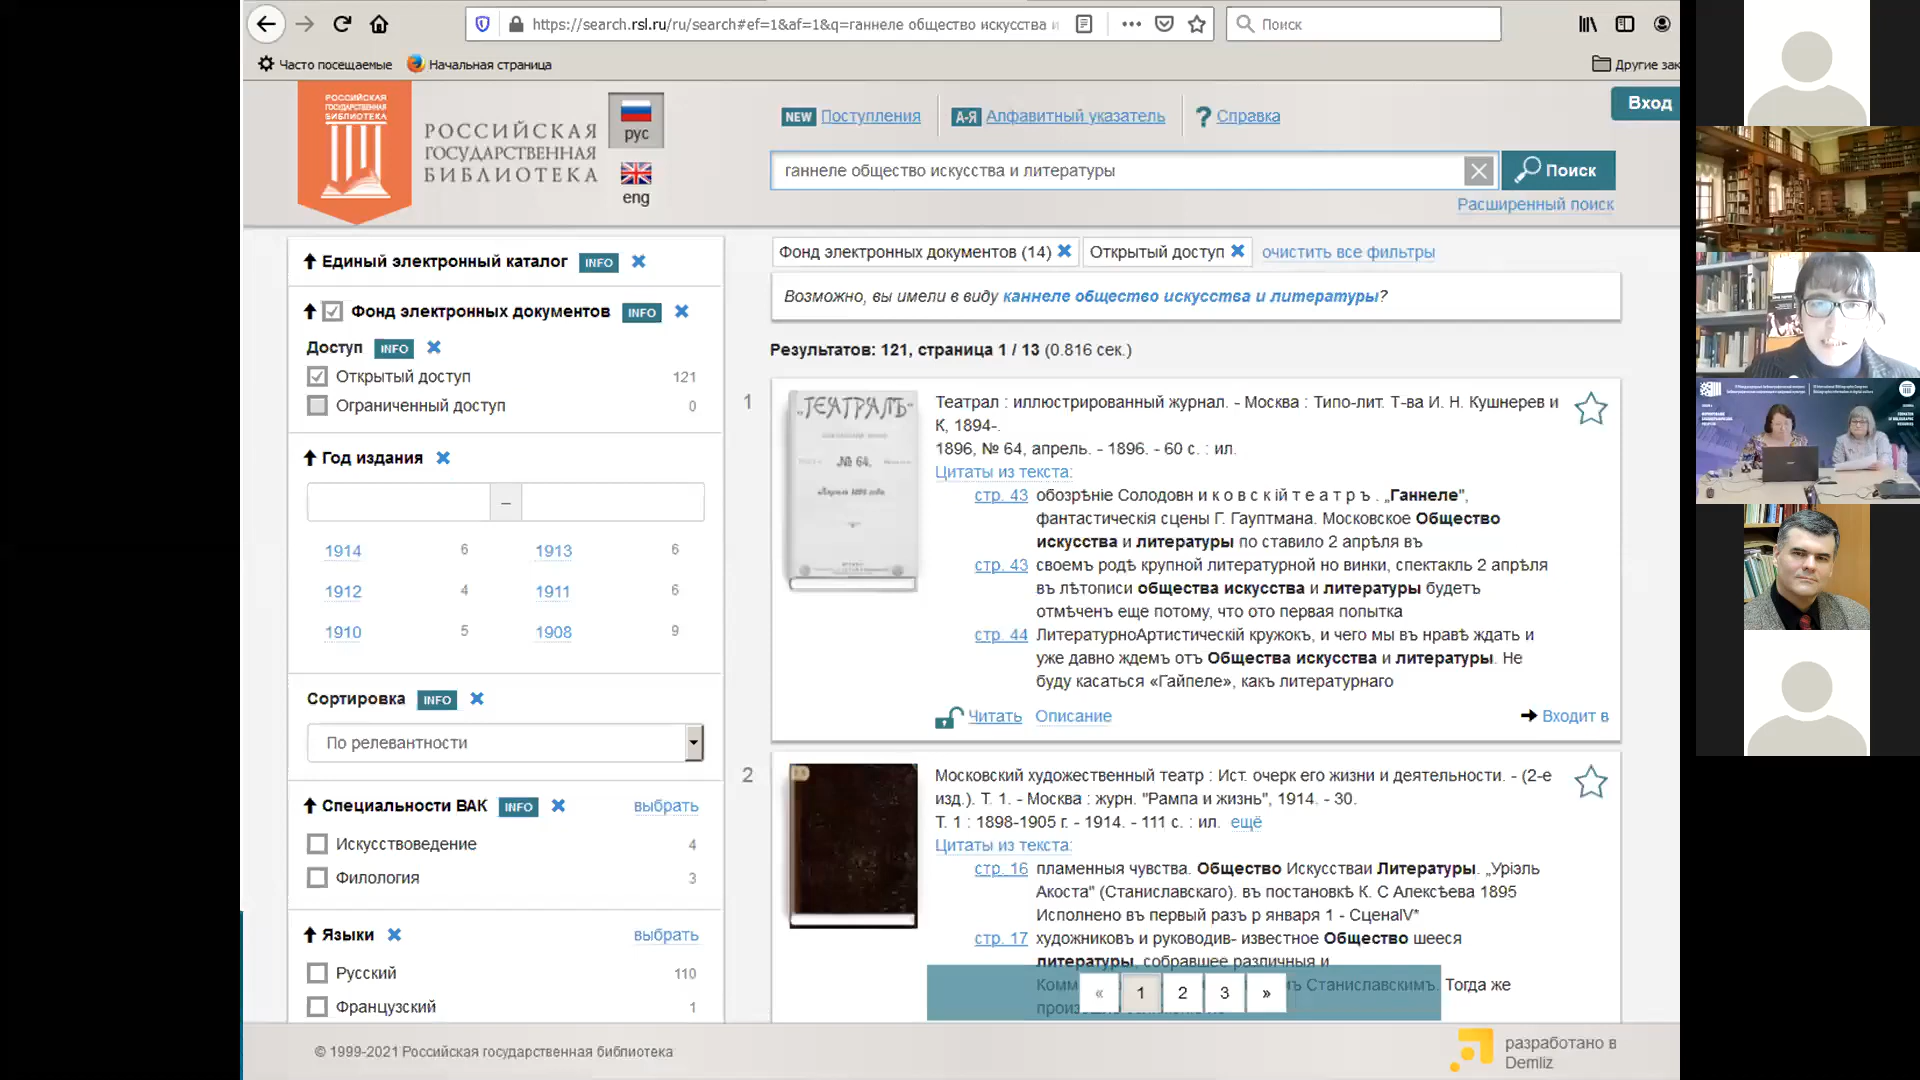 https://search.rsl.ru/ru/search#ef=1&af=1&q=ганнеле общество искусства и
Поиск
Часто посещаемые
Начальная страница
Другие зак
РОССИЙСКАЯ
ГОСУДАРСТВЕННАЯ
БИБЛИОТЕКА
РОССИЙСКАЯ
ГОСУДАРСТВЕННАЯ
БИБЛИОТЕКА
рус
eng
NEW Поступления
А-Я Алфавитный указатель
? Справка
Вход
ганнеле общество искусства и литературы
Поиск
Расширенный поиск
Единый электронный каталог INFO
Фонд электронных документов INFO
Доступ INFO
Открытый доступ 121
Ограниченный доступ 0
Год издания
–
1914 6 1913 6
1912 4 1911 6
1910 5 1908 9
Сортировка INFO
По релевантности
Специальности ВАК INFO выбрать
Искусствоведение 4
Филология 3
Языки выбрать
Русский 110
Французский 1
Фонд электронных документов (14) Открытый доступ очистить все фильтры
Возможно, вы имели в виду каннеле общество искусства и литературы?
Результатов: 121, страница 1 / 13 (0.816 сек.)
1
"ТЕАТРАЛЪ"
№ 64.
Апрѣль 1896 года
Театрал : иллюстрированный журнал. - Москва : Типо-лит. Т-ва И. Н. Кушнерев и
К, 1894-.
1896, № 64, апрель. - 1896. - 60 с. : ил.
Цитаты из текста:
стр. 43 обозрѣніе Солодовн и к о в с к ій т е а т р ъ . „Ганнеле",
фантастическія сцены Г. Гауптмана. Московское Общество
искусства и литературы по ставило 2 апрѣля въ
стр. 43 своемъ родѣ крупной литературной но винки, спектакль 2 апрѣля
въ лѣтописи общества искусства и литературы будетъ
отмѣченъ еще потому, что ото первая попытка
стр. 44 ЛитературноАртистическій кружокъ, и чего мы въ нравѣ ждать и
уже давно ждемъ отъ Общества искусства и литературы. Не
буду касаться «Гайпеле», какъ литературнаго
Читать Описание Входит в
2
Московский художественный театр : Ист. очерк его жизни и деятельности. - (2-е
изд.). Т. 1. - Москва : журн. "Рампа и жизнь", 1914. - 30.
Т. 1 : 1898-1905 г. - 1914. - 111 с. : ил. ещё
Цитаты из текста:
стр. 16 пламенныя чувства. Общество Искусстваи Литературы. „Уріэль
Акоста" (Станиславскаго). въ постановкѣ К. С Алексѣева 1895
Исполнено въ первый разъ р января 1 - СценаIV*
стр. 17 художниковъ и руководив- известное Общество шееся
литературы, собравшее различныя и
Комм Станиславскимъ. Тогда же
« 1 2 3 »
© 1999-2021 Российская государственная библиотека
разработано в
Demliz